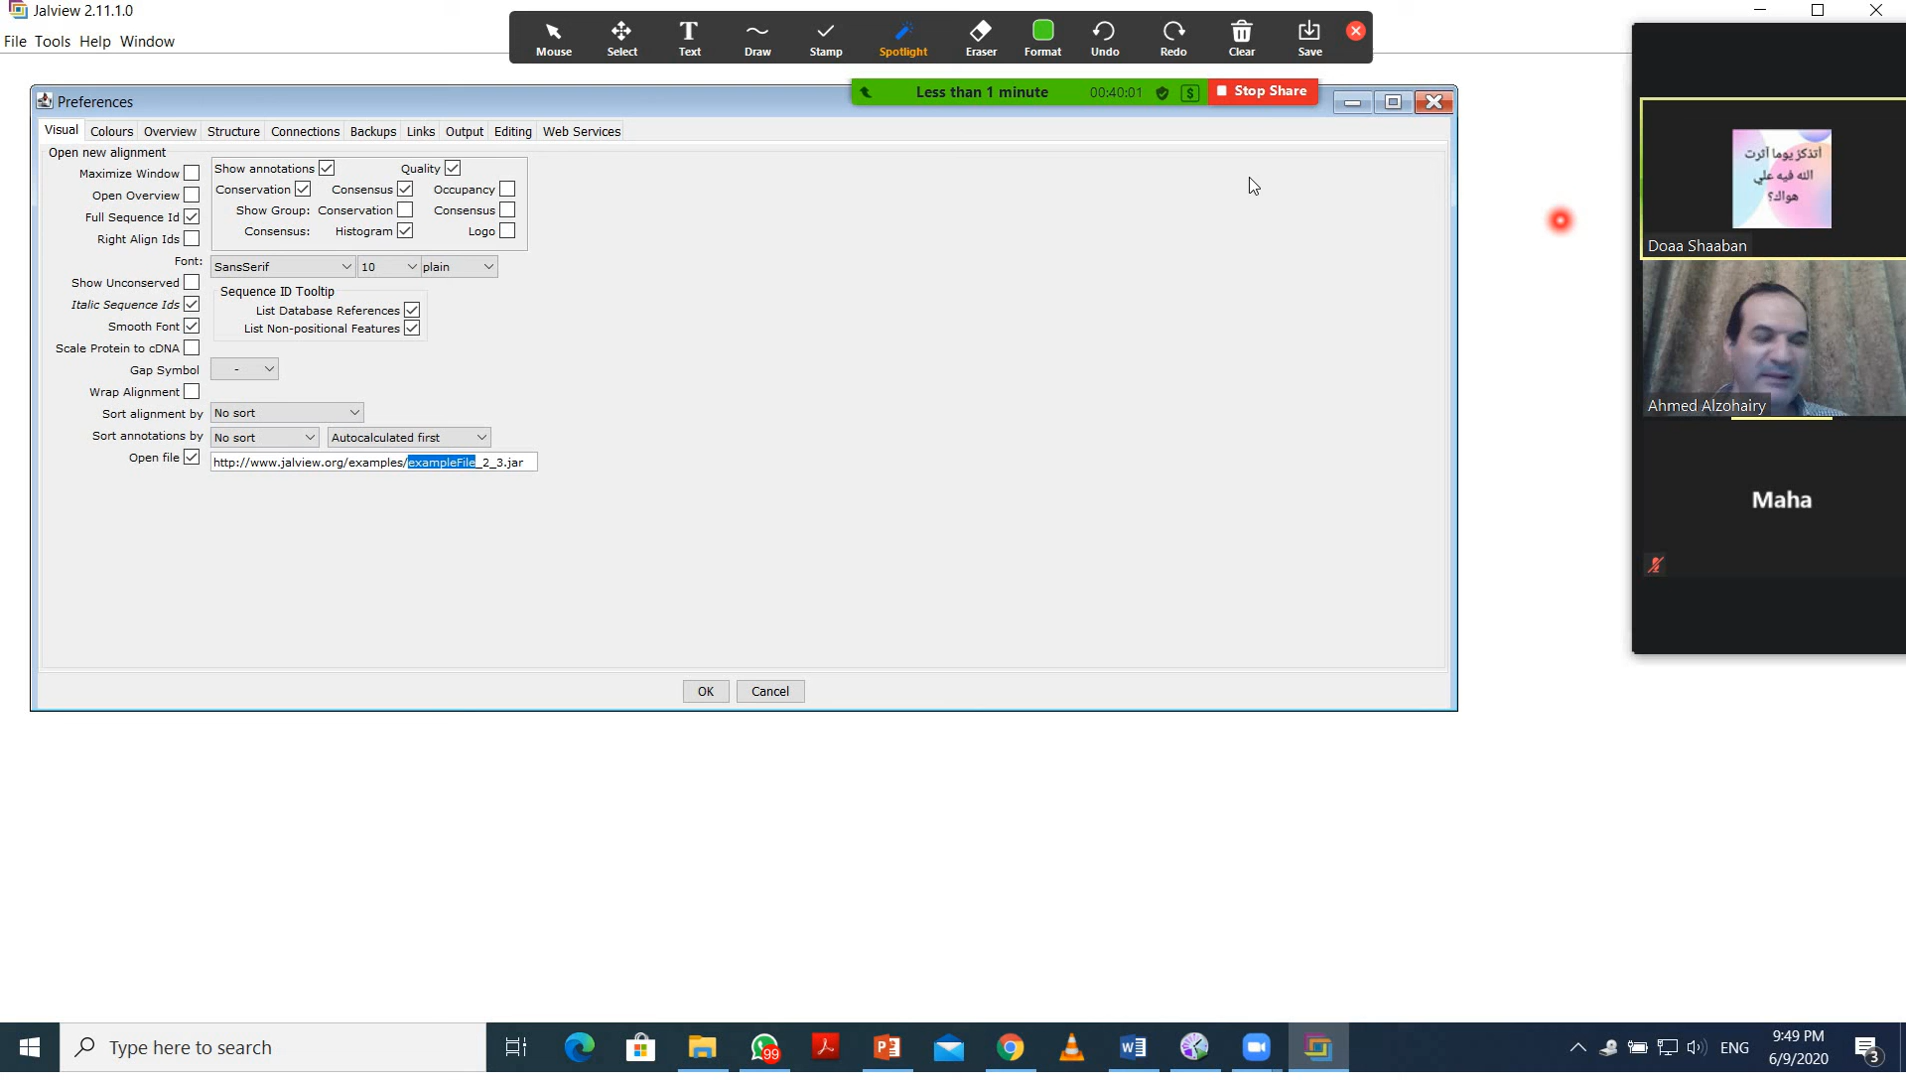 Jalview 2.11.1.0
File Tools Help Window
Mouse Select Text Draw Stamp Spotlight Eraser Format Undo Redo Clear Save
Less than 1 minute 00:40:01 $ Stop Share
Preferences
Visual Colours Overview Structure Connections Backups Links Output Editing Web Services
Open new alignment
Maximize Window Show annotations Quality
Open Overview Conservation Consensus Occupancy
Full Sequence Id Show Group: Conservation Consensus
Right Align Ids Consensus: Histogram Logo
Font: SansSerif 10 plain
Show Unconserved Sequence ID Tooltip
Italic Sequence Ids List Database References
Smooth Font List Non-positional Features
Scale Protein to cDNA
Gap Symbol -
Wrap Alignment
Sort alignment by No sort
Sort annotations by No sort Autocalculated first
Open file http://www.jalview.org/examples/exampleFile_2_3.jar
OK Cancel
أتذكر يوما آثرت
الله فيه علي
هواك؟
Doaa Shaaban
Ahmed Alzohairy
Maha
Type here to search
99
ENG
9:49 PM
6/9/2020
3